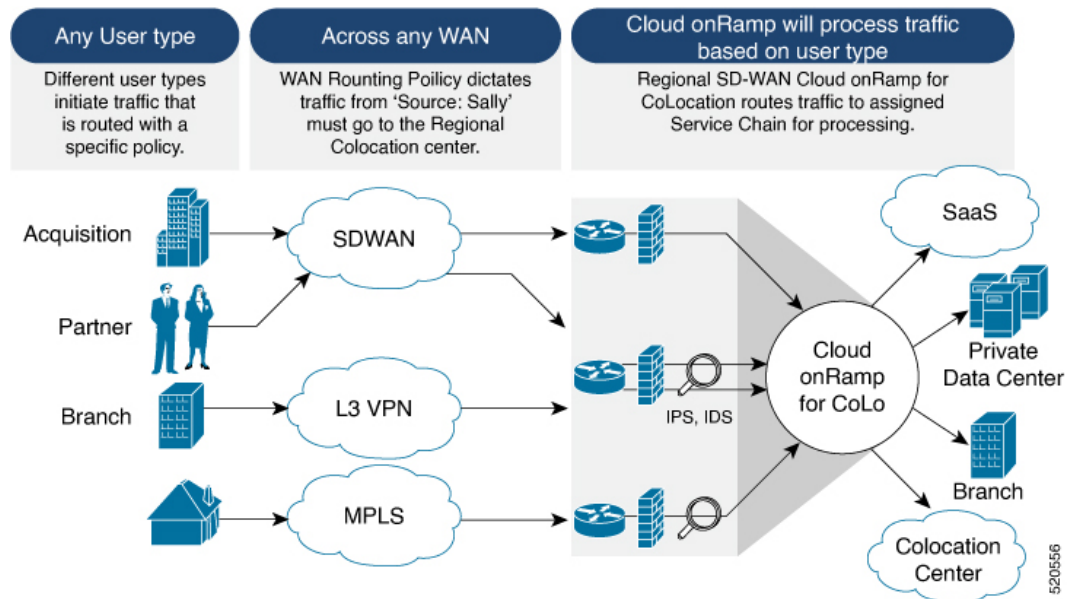 Any User type
Different user types
initiate traffic that
is routed with a
specific policy.
Across any WAN
WAN Rounting Poilicy dictates
traffic from ‘Source: Sally’
must go to the Regional
Colocation center.
Cloud onRamp will process traffic
based on user type
Regional SD-WAN Cloud onRamp for
CoLocation routes traffic to assigned
Service Chain for processing.
Acquisition
SDWAN
Partner
Branch
L3 VPN
MPLS
IPS, IDS
Cloud
onRamp
for CoLo
SaaS
Private
Data Center
Branch
Colocation
Center
520556